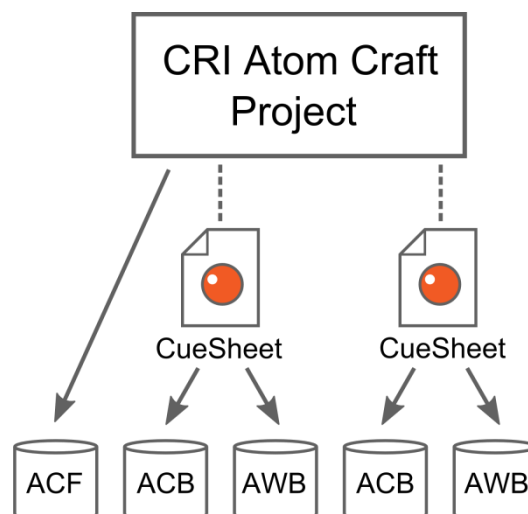 CRI Atom Craft
Project
CueSheet
CueSheet
ACF
ACB
AWB
ACB
AWB